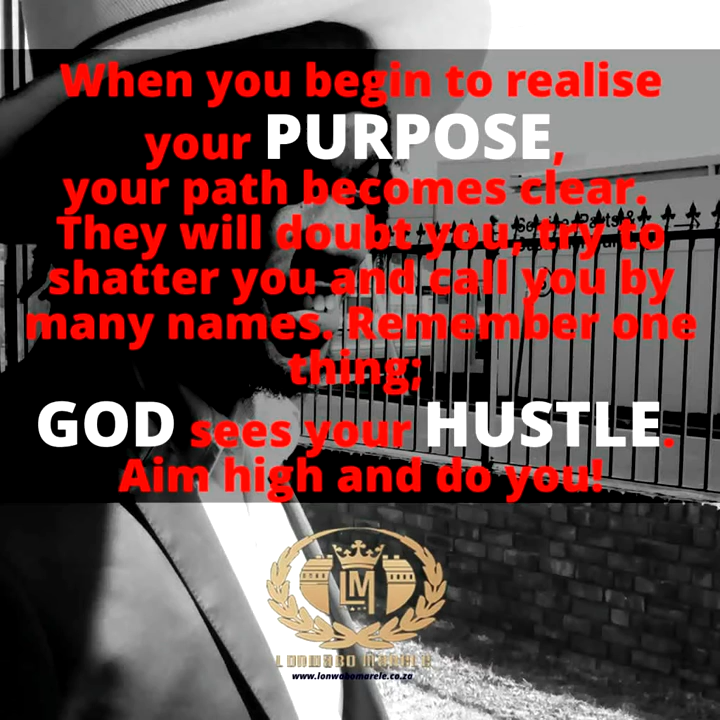 When you begin to realise
your PURPOSE,
your path becomes clear.
They will doubt you, try to
shatter you and call you by
many names. Remember one
thing;
GOD sees your HUSTLE.
Aim high and do you!
LM
LONWABO MARELE
www.lonwabomarele.co.za